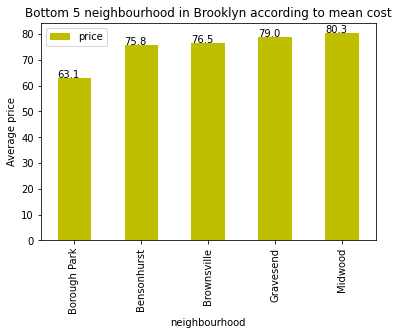 Bottom 5 neighbourhood in Brooklyn according to mean cost
price
80
70
60
50
40
30
20
10
0
Average price
63.1
75.8
76.5
79.0
80.3
Borough Park
Bensonhurst
Brownsville
Gravesend
Midwood
neighbourhood